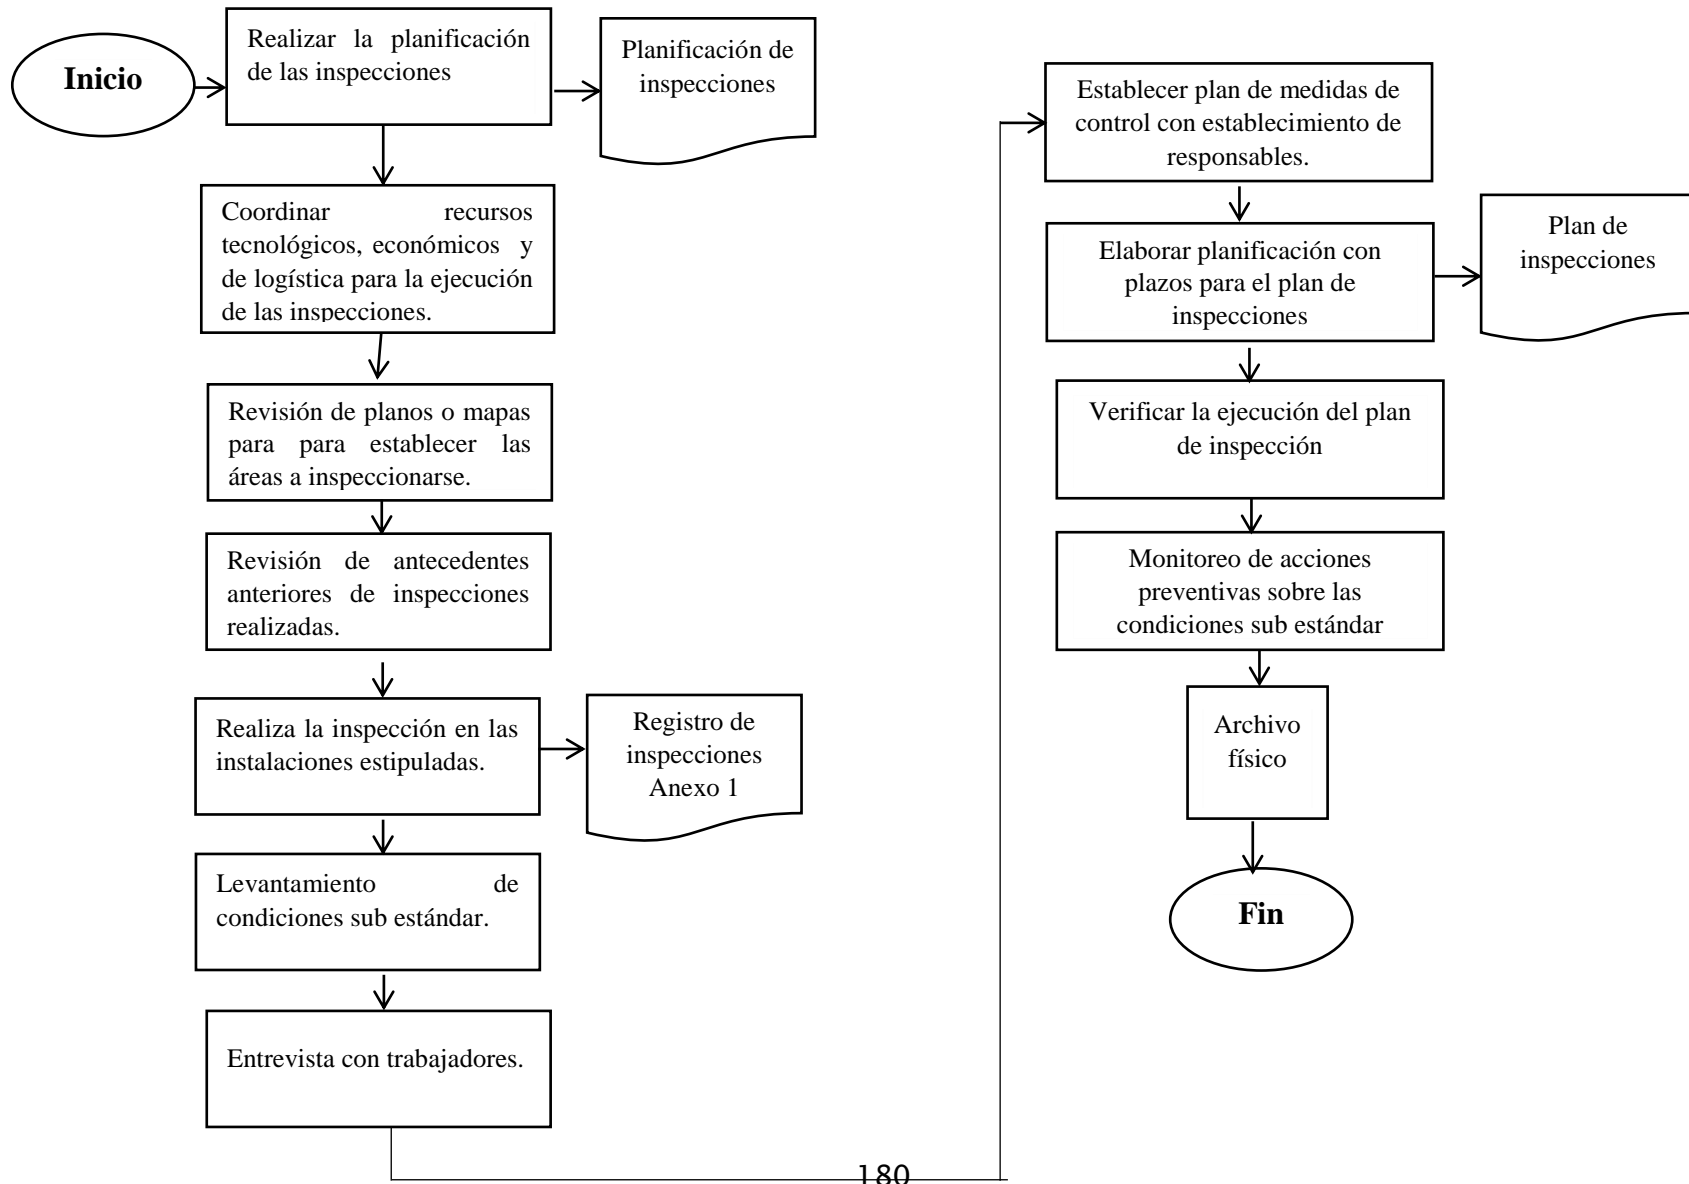 Inicio
Realizar la planificación
de las inspecciones
Planificación de
inspecciones
Coordinar recursos
tecnológicos, económicos y
de logística para la ejecución
de las inspecciones.
Revisión de planos o mapas
para para establecer las
áreas a inspeccionarse.
Revisión de antecedentes
anteriores de inspecciones
realizadas.
Realiza la inspección en las
instalaciones estipuladas.
Registro de
inspecciones
Anexo 1
Levantamiento de
condiciones sub estándar.
Entrevista con trabajadores.
Establecer plan de medidas de
control con establecimiento de
responsables.
Elaborar planificación con
plazos para el plan de
inspecciones
Plan de
inspecciones
Verificar la ejecución del plan
de inspección
Monitoreo de acciones
preventivas sobre las
condiciones sub estándar
Archivo
físico
Fin
180